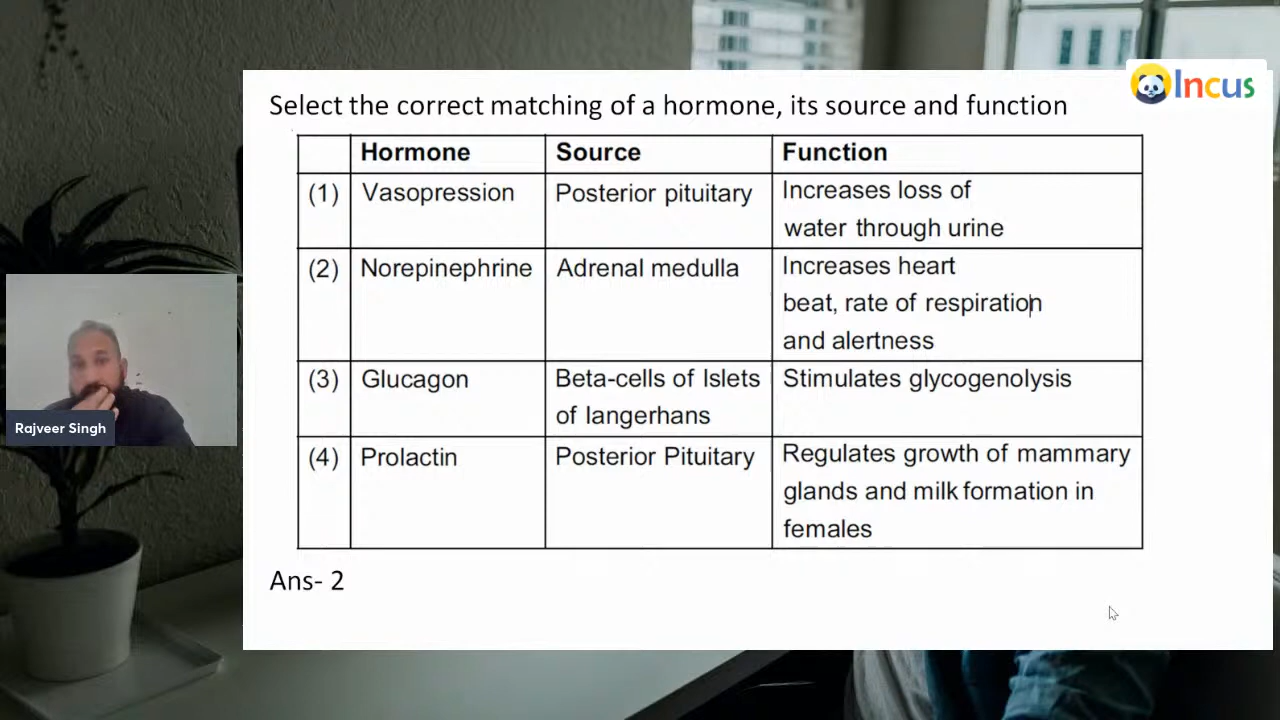 Incus
Select the correct matching of a hormone, its source and function
Hormone Source Function
(1) Vasopression Posterior pituitary Increases loss of
water through urine
(2) Norepinephrine Adrenal medulla Increases heart
beat, rate of respiration
and alertness
(3) Glucagon Beta-cells of Islets Stimulates glycogenolysis
of langerhans
(4) Prolactin Posterior Pituitary Regulates growth of mammary
glands and milk formation in
females
Ans- 2
Rajveer Singh